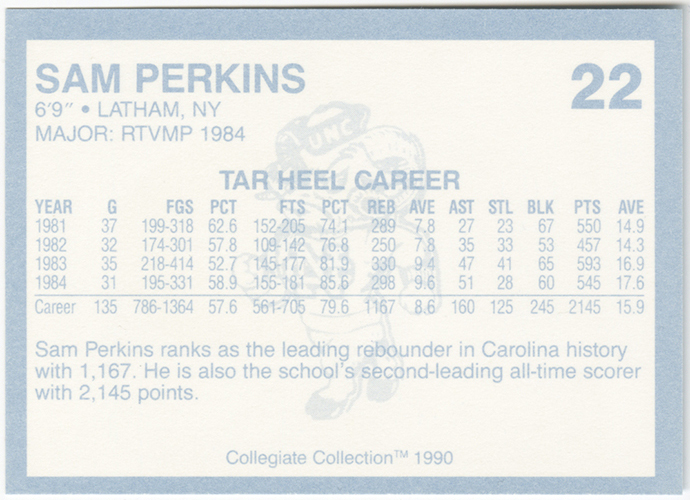 SAM PERKINS
22
6'9" • LATHAM, NY
MAJOR: RTVMP 1984
UNC
TAR HEEL CAREER
YEAR G FGS PCT FTS PCT REB AVE AST STL BLK PTS AVE
1981 37 199-318 62.6 152-205 74.1 289 7.8 27 23 67 550 14.9
1982 32 174-301 57.8 109-142 76.8 250 7.8 35 33 53 457 14.3
1983 35 218-414 52.7 145-177 81.9 330 9.4 47 41 65 593 16.9
1984 31 195-331 58.9 155-181 85.6 298 9.6 51 28 60 545 17.6
Career 135 786-1364 57.6 561-705 79.6 1167 8.6 160 125 245 2145 15.9
Sam Perkins ranks as the leading rebounder in Carolina history
with 1,167. He is also the school's second-leading all-time scorer
with 2,145 points.
Collegiate Collection™ 1990